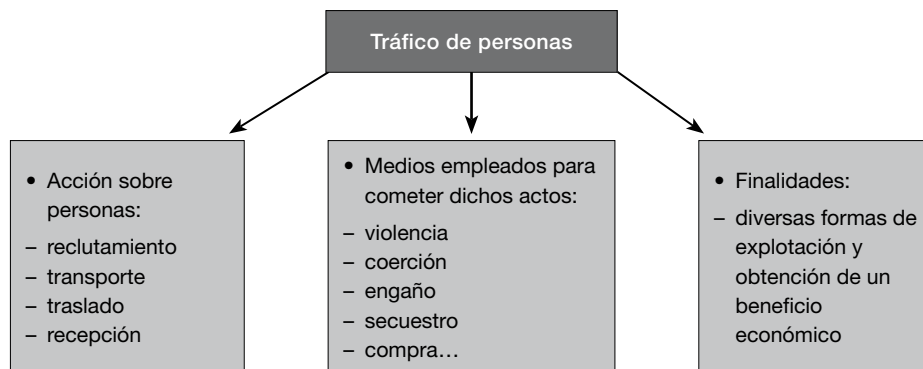 Tráfico de personas
• Acción sobre
personas:
– reclutamiento
– transporte
– traslado
– recepción
• Medios empleados para
cometer dichos actos:
– violencia
– coerción
– engaño
– secuestro
– compra…
• Finalidades:
– diversas formas de
explotación y
obtención de un
beneficio
económico